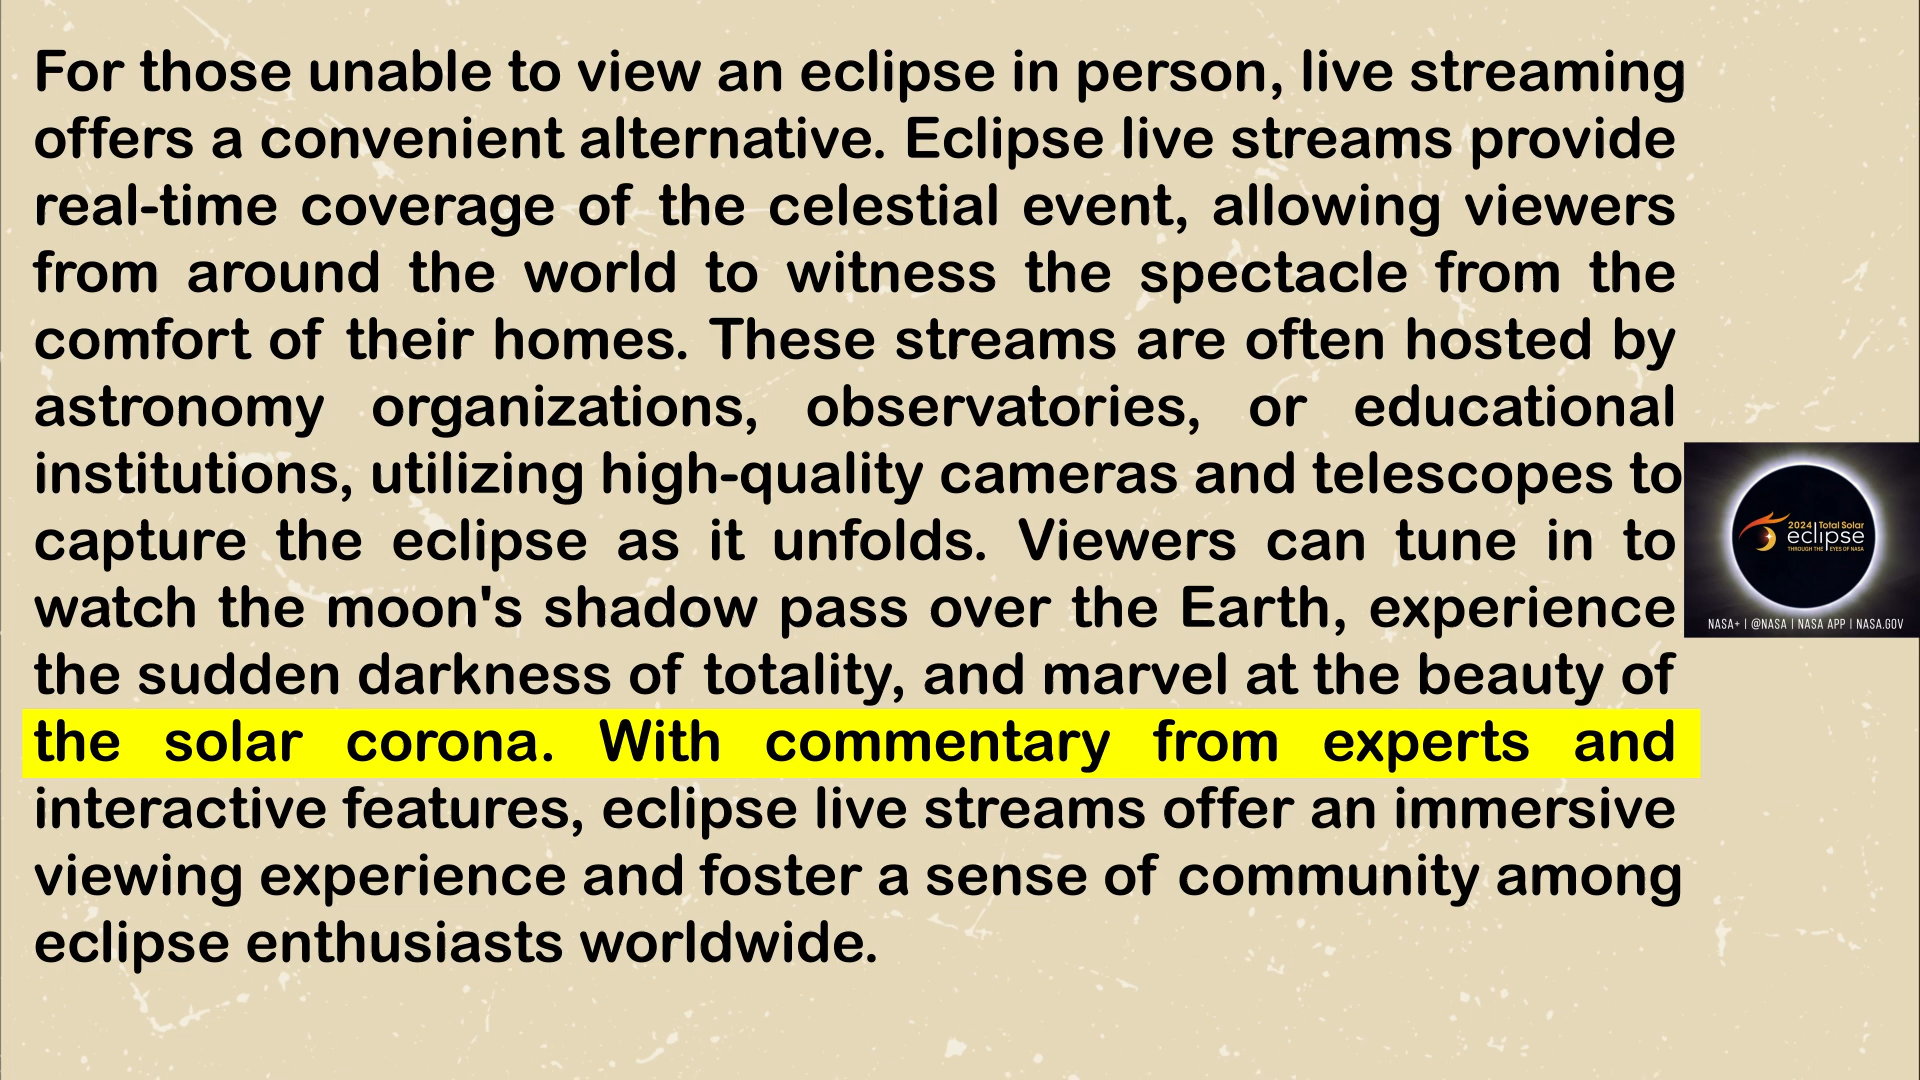 For those unable to view an eclipse in person, live streaming
offers a convenient alternative. Eclipse live streams provide
real-time coverage of the celestial event, allowing viewers
from around the world to witness the spectacle from the
comfort of their homes. These streams are often hosted by
astronomy organizations, observatories, or educational
institutions, utilizing high-quality cameras and telescopes to
capture the eclipse as it unfolds. Viewers can tune in to
watch the moon's shadow pass over the Earth, experience
the sudden darkness of totality, and marvel at the beauty of
the solar corona. With commentary from experts and
interactive features, eclipse live streams offer an immersive
viewing experience and foster a sense of community among
eclipse enthusiasts worldwide.
2024 Total Solar
eclipse
THROUGH THE EYES OF NASA
NASA+ | @NASA | NASA APP | NASA.GOV